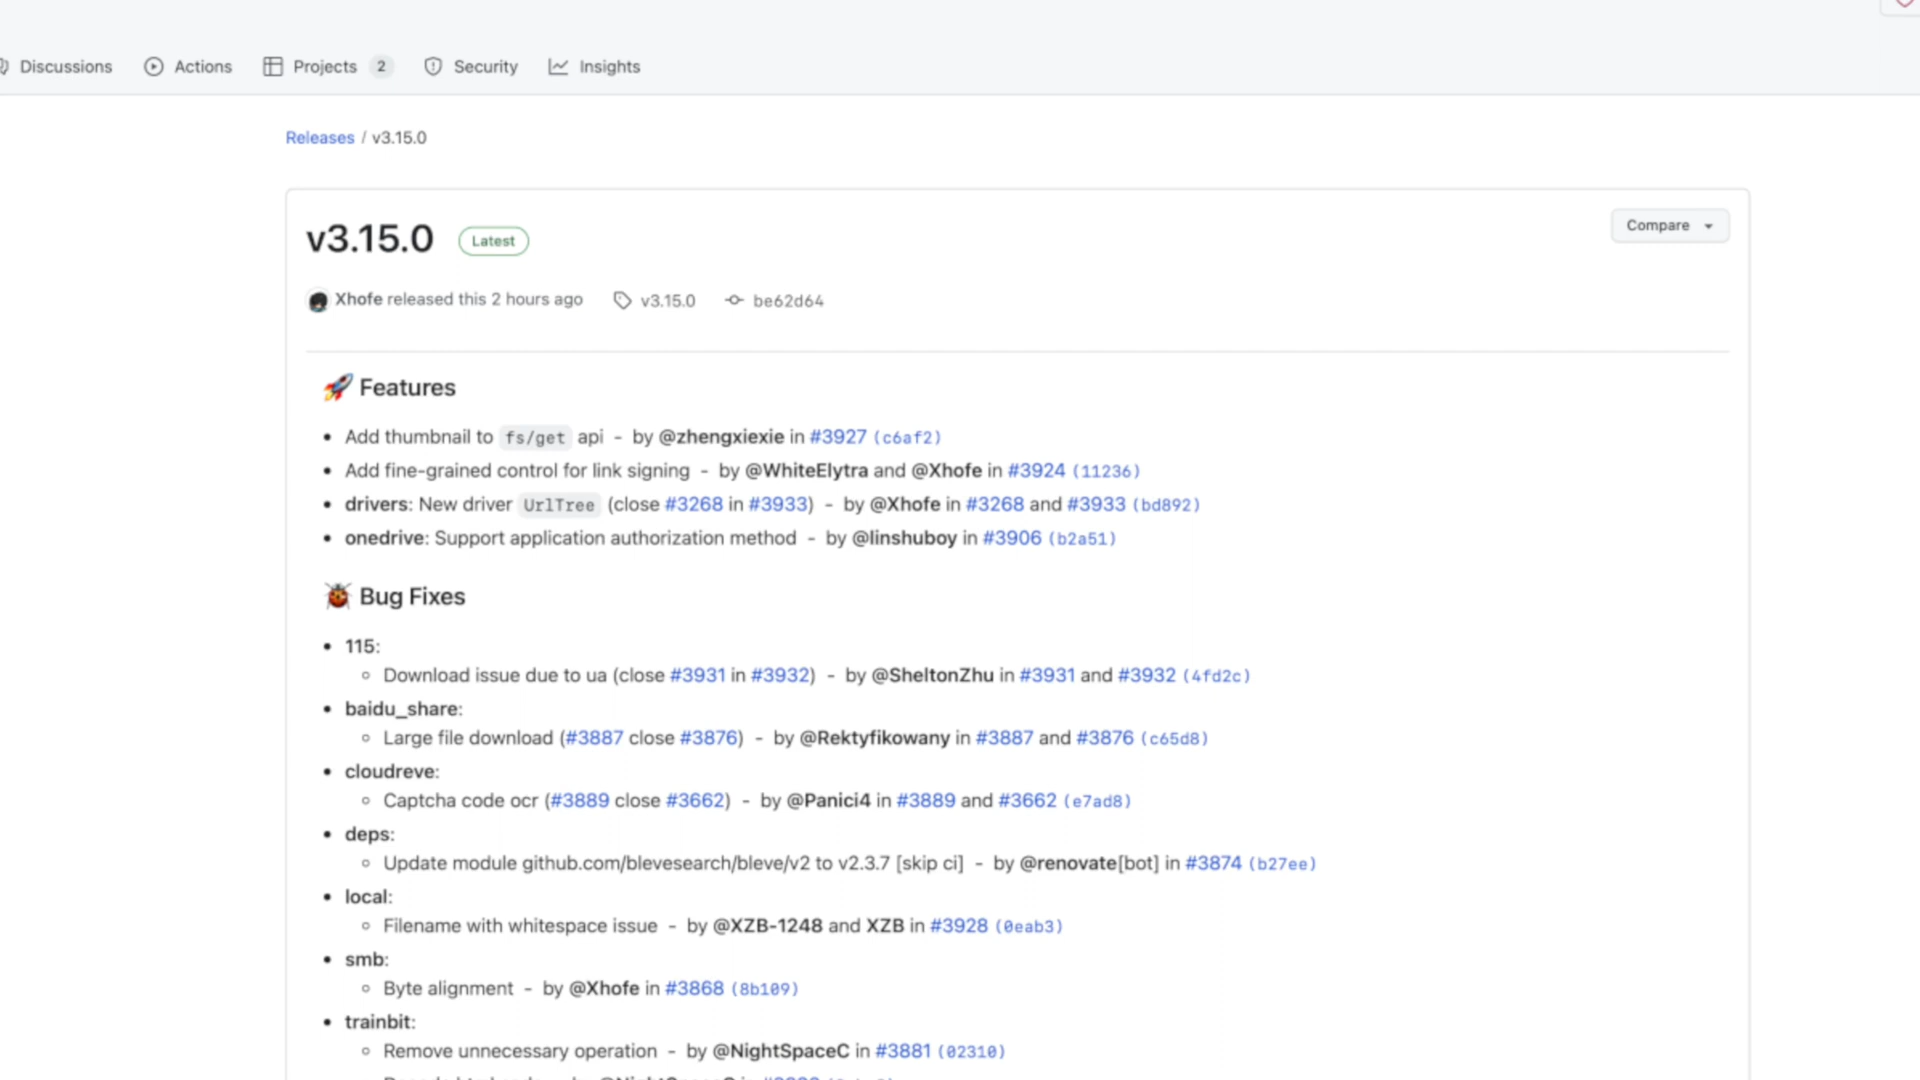 Discussions Actions Projects 2 Security Insights
Releases / v3.15.0
v3.15.0 Latest Compare
Xhofe released this 2 hours ago v3.15.0 be62d64
Features
Add thumbnail to fs/get api - by @zhengxiexie in #3927 (c6af2)
Add fine-grained control for link signing - by @WhiteElytra and @Xhofe in #3924 (11236)
drivers: New driver UrlTree (close #3268 in #3933) - by @Xhofe in #3268 and #3933 (bd892)
onedrive: Support application authorization method - by @linshuboy in #3906 (b2a51)
Bug Fixes
115:
Download issue due to ua (close #3931 in #3932) - by @SheltonZhu in #3931 and #3932 (4fd2c)
baidu_share:
Large file download (#3887 close #3876) - by @Rektyfikowany in #3887 and #3876 (c65d8)
cloudreve:
Captcha code ocr (#3889 close #3662) - by @Panici4 in #3889 and #3662 (e7ad8)
deps:
Update module github.com/blevesearch/bleve/v2 to v2.3.7 [skip ci] - by @renovate[bot] in #3874 (b27ee)
local:
Filename with whitespace issue - by @XZB-1248 and XZB in #3928 (0eab3)
smb:
Byte alignment - by @Xhofe in #3868 (8b109)
trainbit:
Remove unnecessary operation - by @NightSpaceC in #3881 (02310)